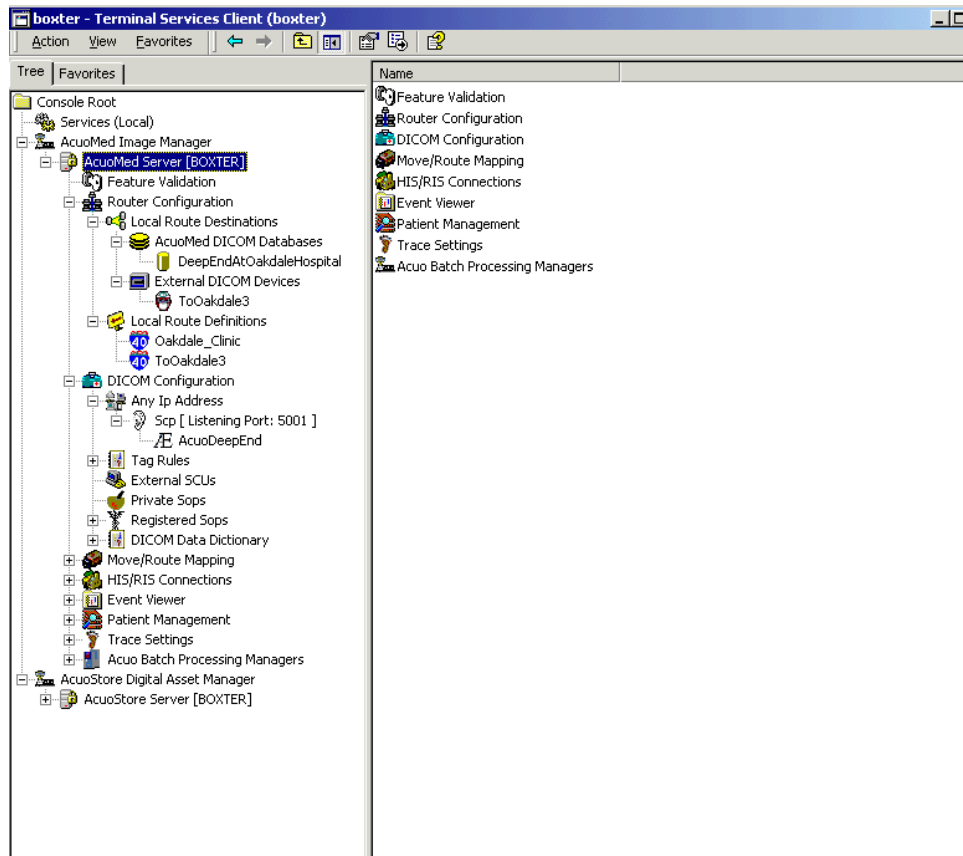 boxter - Terminal Services Client (boxter)
Action View Favorites
Tree Favorites
Console Root
Services (Local)
AcuoMed Image Manager
AcuoMed Server [BOXTER]
Feature Validation
Router Configuration
Local Route Destinations
AcuoMed DICOM Databases
DeepEndAtOakdaleHospital
External DICOM Devices
ToOakdale3
Local Route Definitions
40 Oakdale_Clinic
40 ToOakdale3
DICOM Configuration
Any Ip Address
Scp [ Listening Port: 5001 ]
Æ AcuoDeepEnd
Tag Rules
External SCUs
Private Sops
Registered Sops
DICOM Data Dictionary
Move/Route Mapping
HIS/RIS Connections
Event Viewer
Patient Management
Trace Settings
Acuo Batch Processing Managers
AcuoStore Digital Asset Manager
AcuoStore Server [BOXTER]
Name
Feature Validation
Router Configuration
DICOM Configuration
Move/Route Mapping
HIS/RIS Connections
Event Viewer
Patient Management
Trace Settings
Acuo Batch Processing Managers